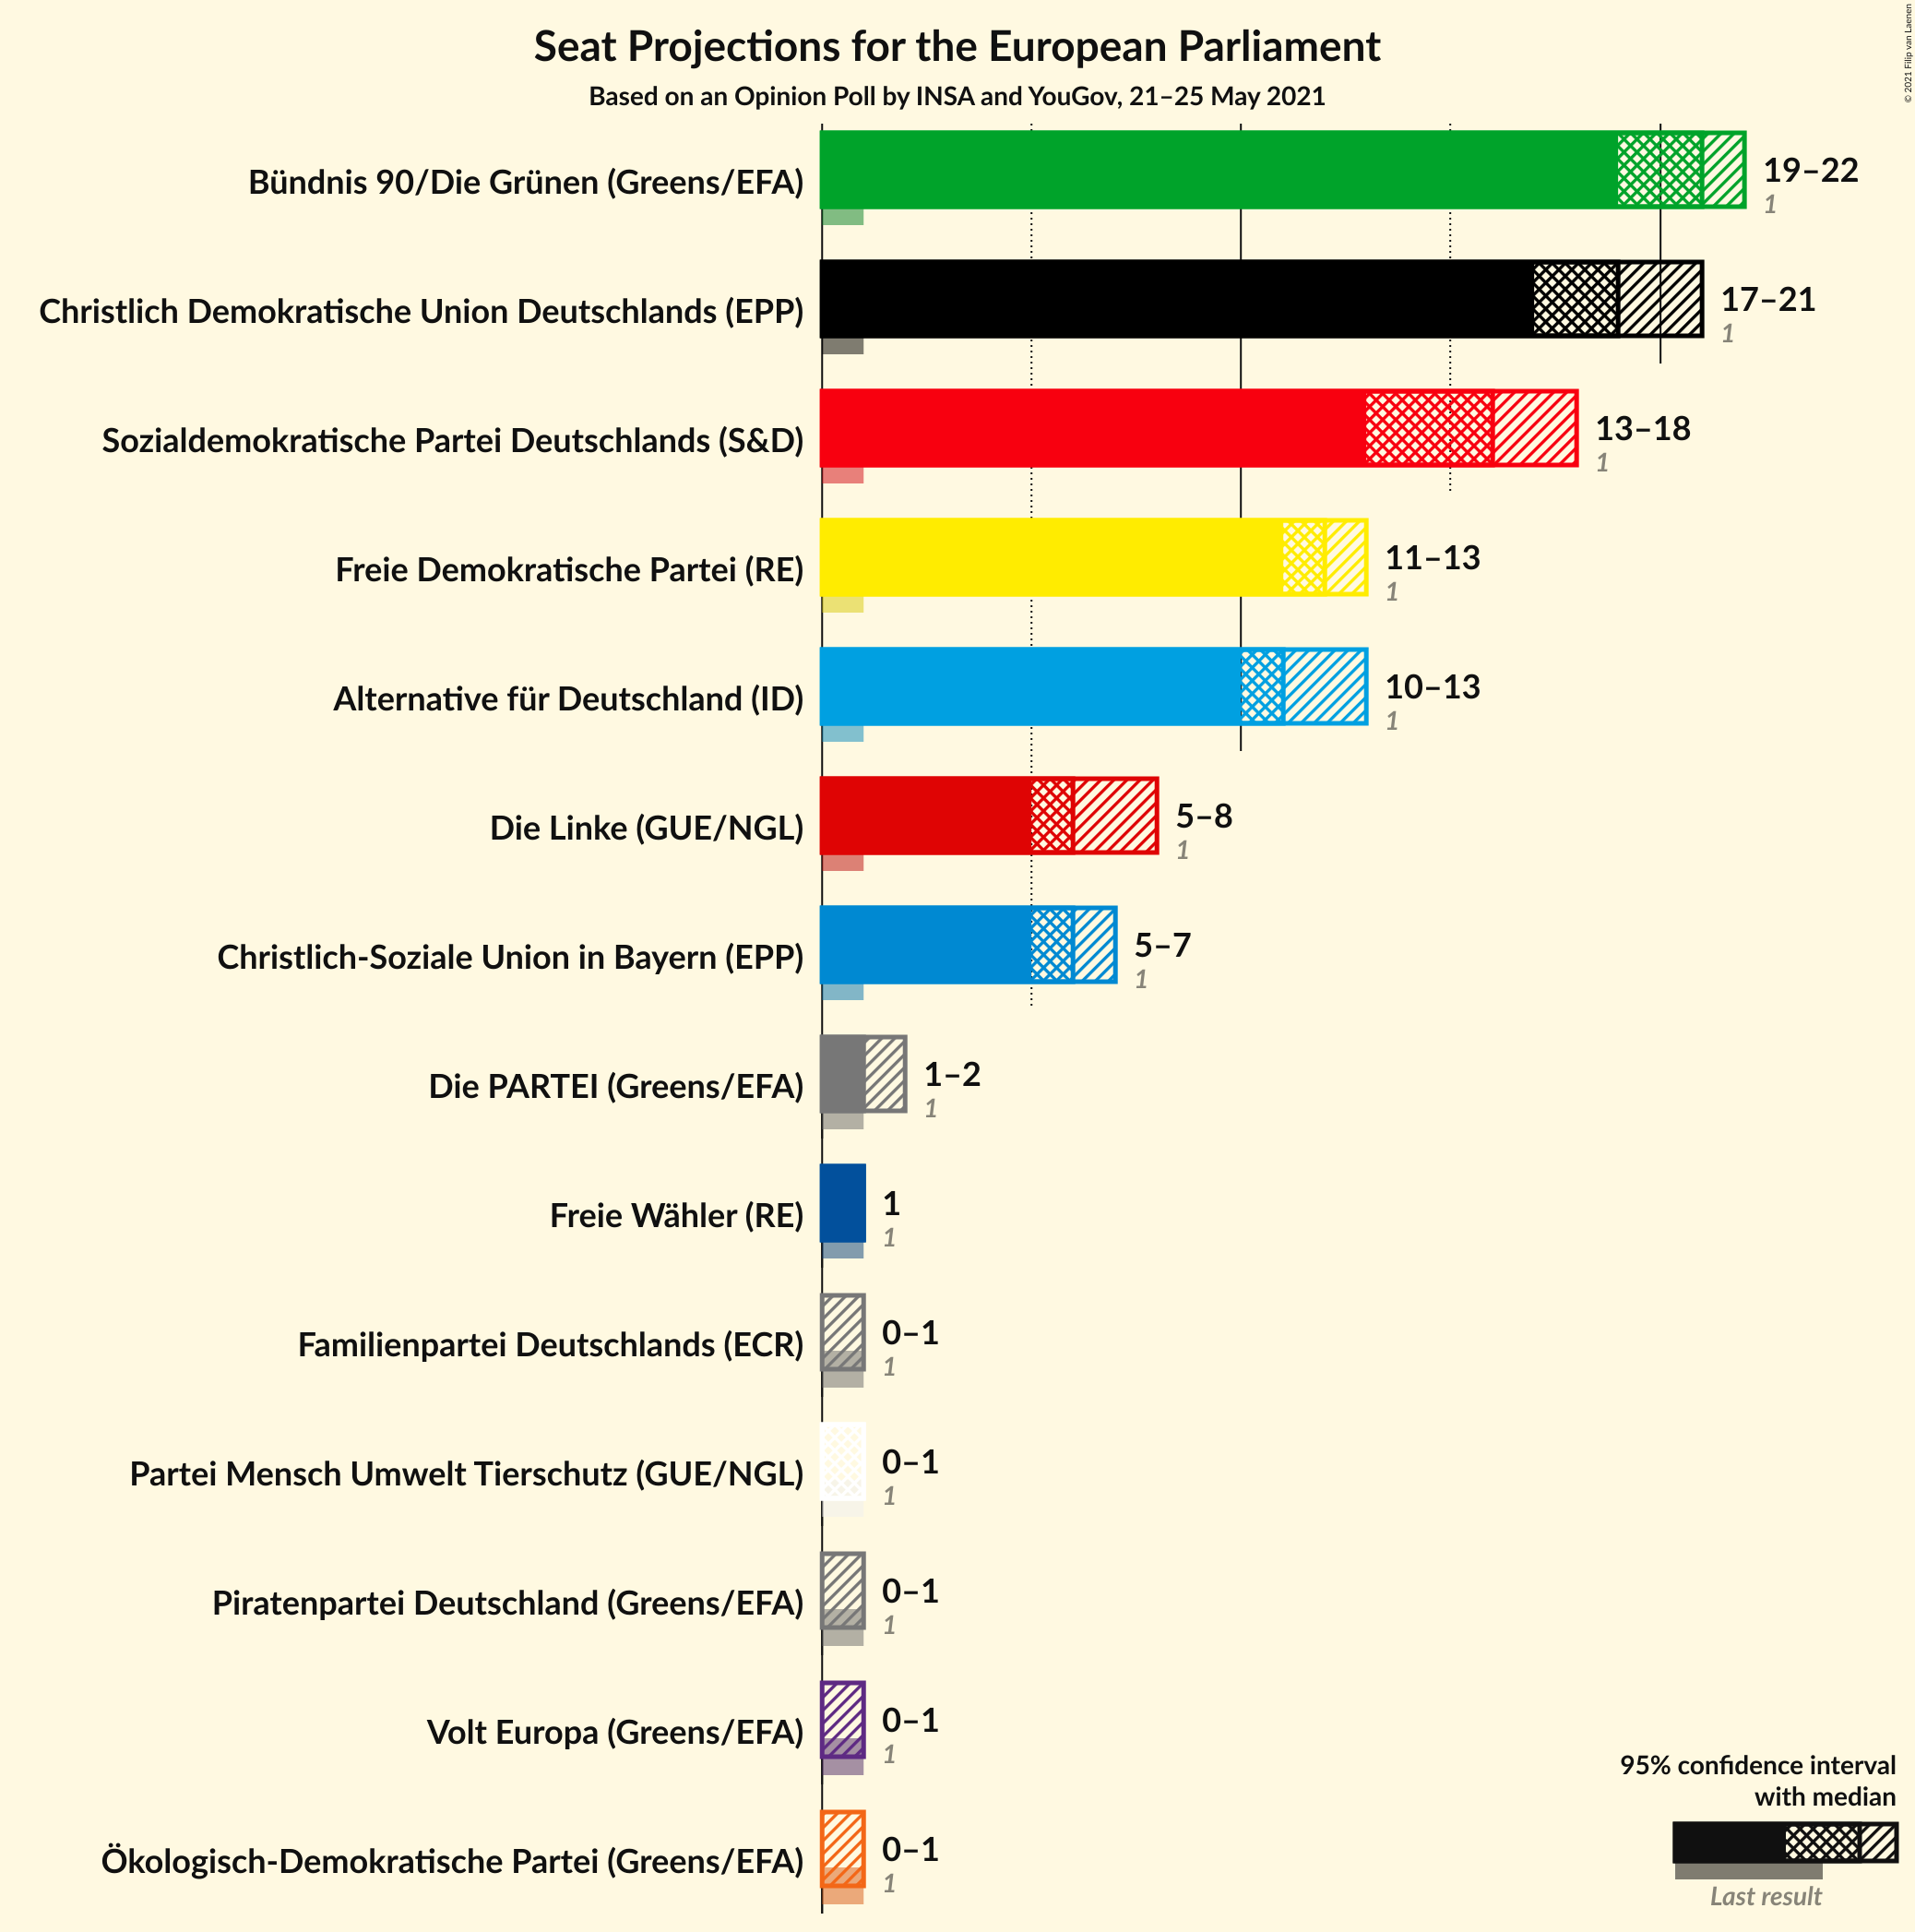 Seat Projections for the European Parliament
Based on an Opinion Poll by INSA and YouGov, 21–25 May 2021
© 2021 Filip van Laenen
Bündnis 90/Die Grünen (Greens/EFA)
19–22
1
Christlich Demokratische Union Deutschlands (EPP)
17–21
1
Sozialdemokratische Partei Deutschlands (S&D)
13–18
1
Freie Demokratische Partei (RE)
11–13
1
Alternative für Deutschland (ID)
10–13
1
Die Linke (GUE/NGL)
5–8
1
Christlich-Soziale Union in Bayern (EPP)
5–7
1
Die PARTEI (Greens/EFA)
1–2
1
Freie Wähler (RE)
1
1
Familienpartei Deutschlands (ECR)
0–1
1
Partei Mensch Umwelt Tierschutz (GUE/NGL)
0–1
1
Piratenpartei Deutschland (Greens/EFA)
0–1
1
Volt Europa (Greens/EFA)
0–1
1
Ökologisch-Demokratische Partei (Greens/EFA)
0–1
1
95% confidence interval
with median
Last result